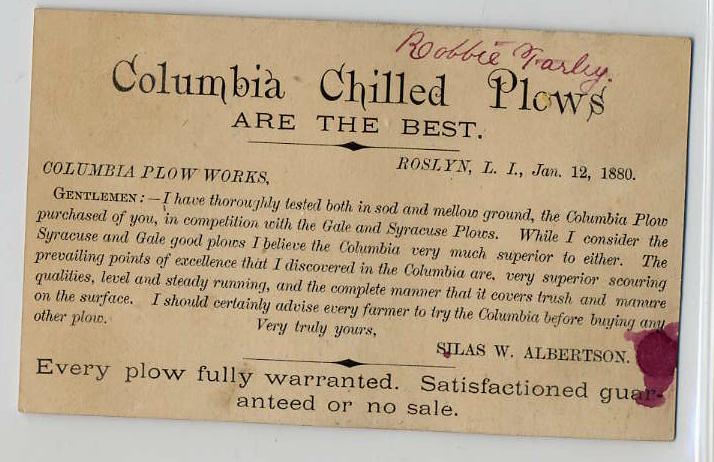 Robbie Farley.
Columbia Chilled Plows
ARE THE BEST.
ROSLYN, L. I., Jan. 12, 1880.
COLUMBIA PLOW WORKS,
GENTLEMEN:—I have thoroughly tested both in sod and mellow ground, the Columbia Plow
purchased of you, in competition with the Gale and Syracuse Plows. While I consider the
Syracuse and Gale good plows I believe the Columbia very much superior to either. The
prevailing points of excellence that I discovered in the Columbia are, very superior scouring
qualities, level and steady running, and the complete manner that it covers trush and manure
on the surface. I should certainly advise every farmer to try the Columbia before buying any
other plow. Very truly yours,
SILAS W. ALBERTSON.
Every plow fully warranted. Satisfactioned guar-
anteed or no sale.